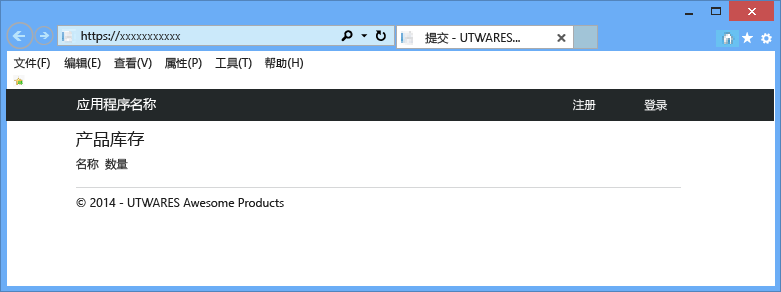 https://xxxxxxxxxxx
提交 - UTWARES...
文件(F) 编辑(E) 查看(V) 属性(P) 工具(T) 帮助(H)
应用程序名称 注册 登录
产品库存
名称 数量
© 2014 - UTWARES Awesome Products